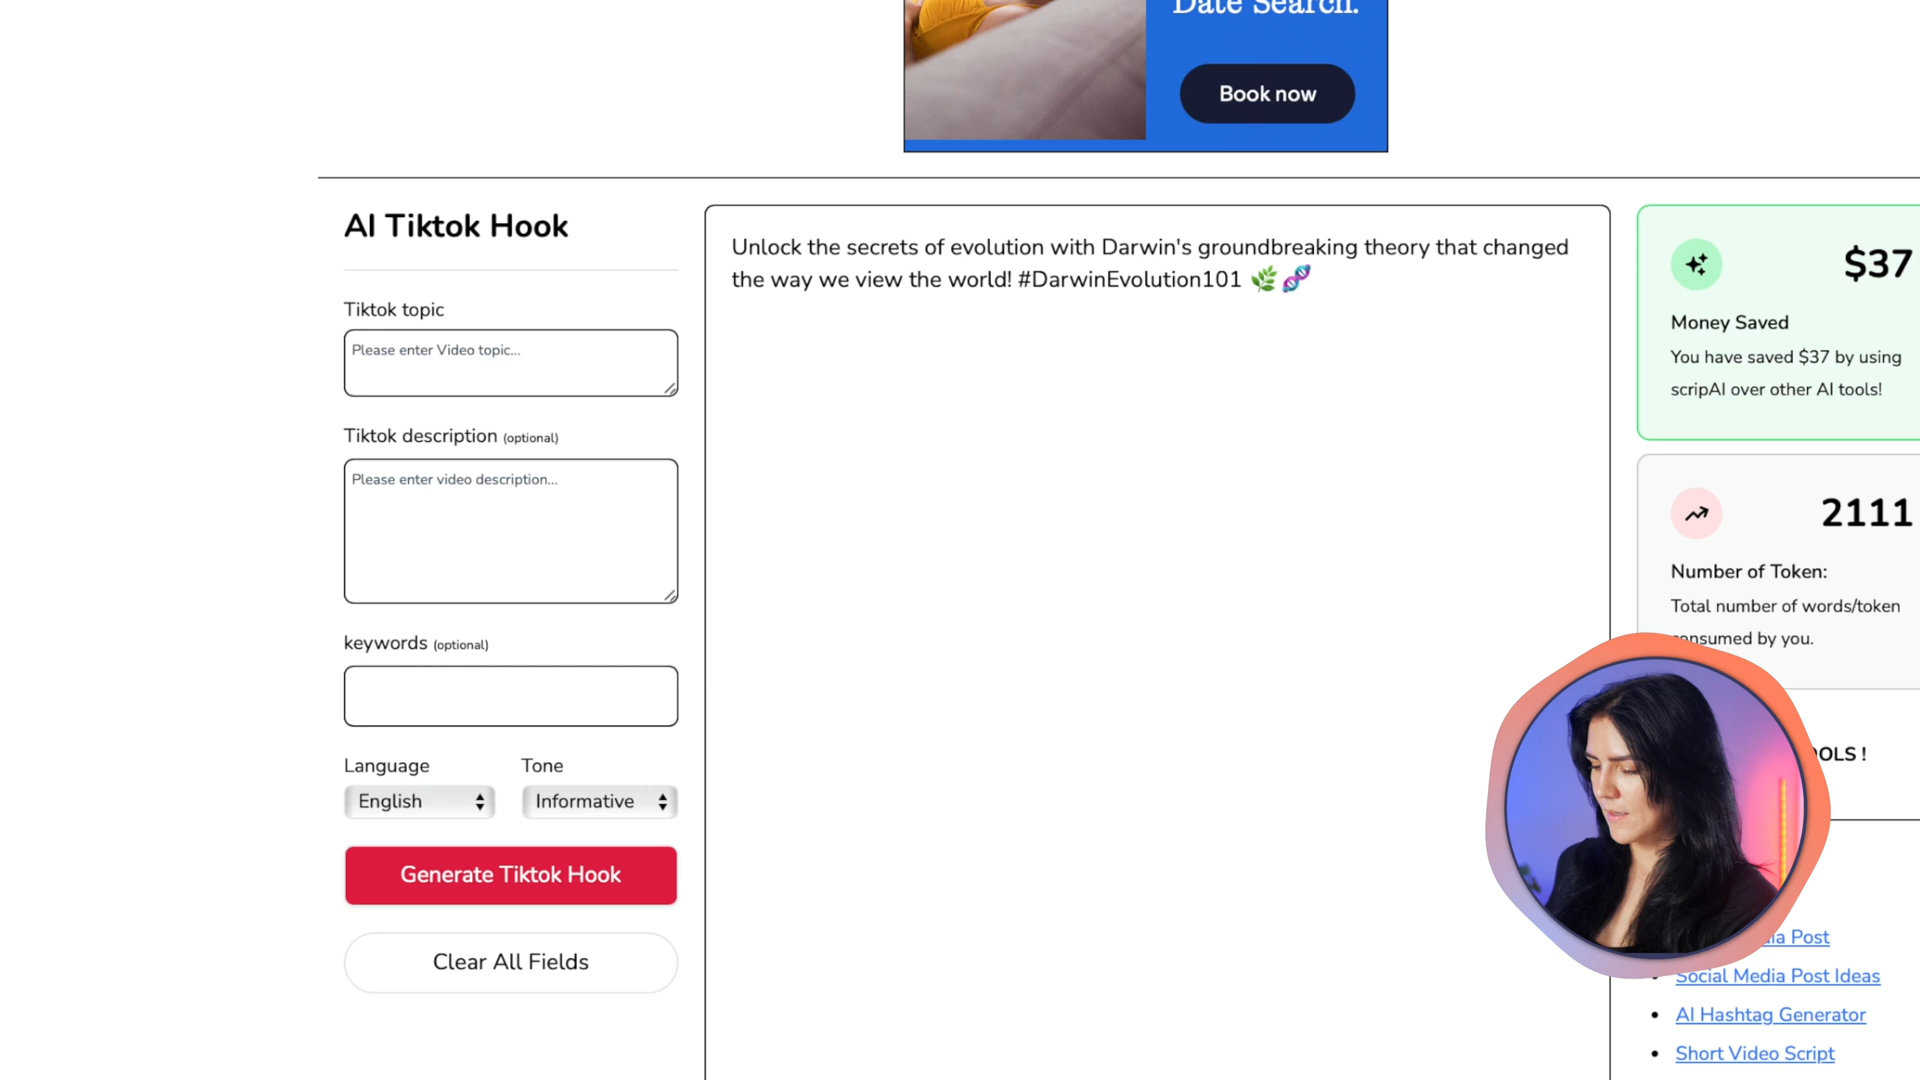 Date Search.
Book now
AI Tiktok Hook
Tiktok topic
Please enter Video topic...
Tiktok description (optional)
Please enter video description...
keywords (optional)
Language Tone
English Informative
Generate Tiktok Hook
Clear All Fields
Unlock the secrets of evolution with Darwin's groundbreaking theory that changed
the way we view the world! #DarwinEvolution101 🌿 🧬
$37
Money Saved
You have saved $37 by using
scripAI over other AI tools!
2111
Number of Token:
Total number of words/token
consumed by you.
OLS !
ia Post
Social Media Post Ideas
AI Hashtag Generator
Short Video Script